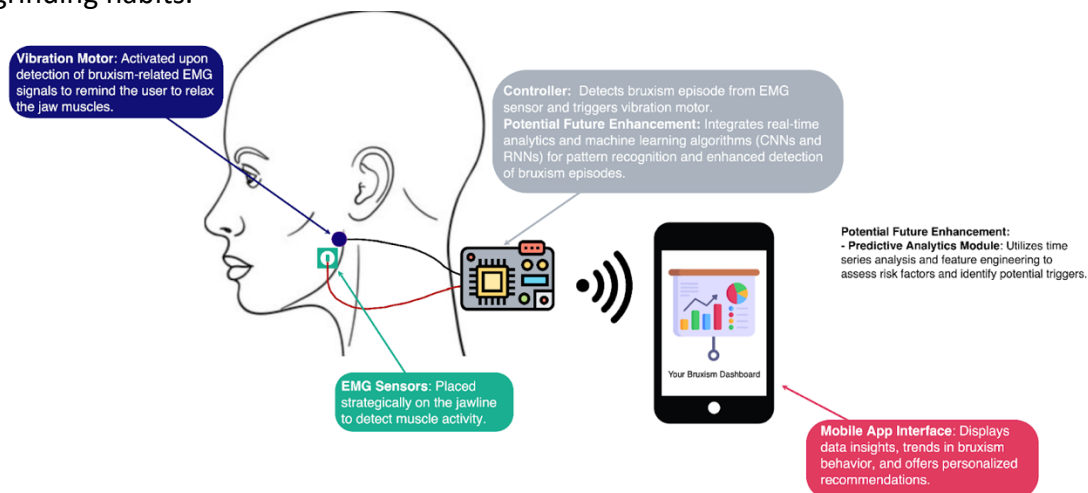 grinding habits.
Vibration Motor: Activated upon
detection of bruxism-related EMG
signals to remind the user to relax
the jaw muscles.
Controller: Detects bruxism episode from EMG
sensor and triggers vibration motor.
Potential Future Enhancement: Integrates real-time
analytics and machine learning algorithms (CNNs and
RNNs) for pattern recognition and enhanced detection
of bruxism episodes.
Potential Future Enhancement:
- Predictive Analytics Module: Utilizes time
series analysis and feature engineering to
assess risk factors and identify potential triggers.
Your Bruxism Dashboard
EMG Sensors: Placed
strategically on the jawline
to detect muscle activity.
Mobile App Interface: Displays
data insights, trends in bruxism
behavior, and offers personalized
recommendations.